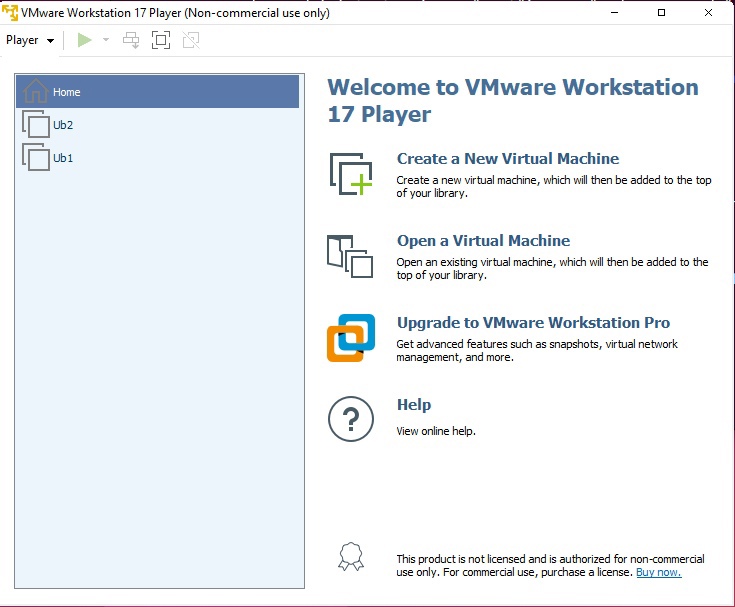 VMware Workstation 17 Player (Non-commercial use only)
Player
Home
Ub2
Ub1
Welcome to VMware Workstation
17 Player
Create a New Virtual Machine
Create a new virtual machine, which will then be added to the top
of your library.
Open a Virtual Machine
Open an existing virtual machine, which will then be added to the
top of your library.
Upgrade to VMware Workstation Pro
Get advanced features such as snapshots, virtual network
management, and more.
Help
View online help.
This product is not licensed and is authorized for non-commercial
use only. For commercial use, purchase a license. Buy now.